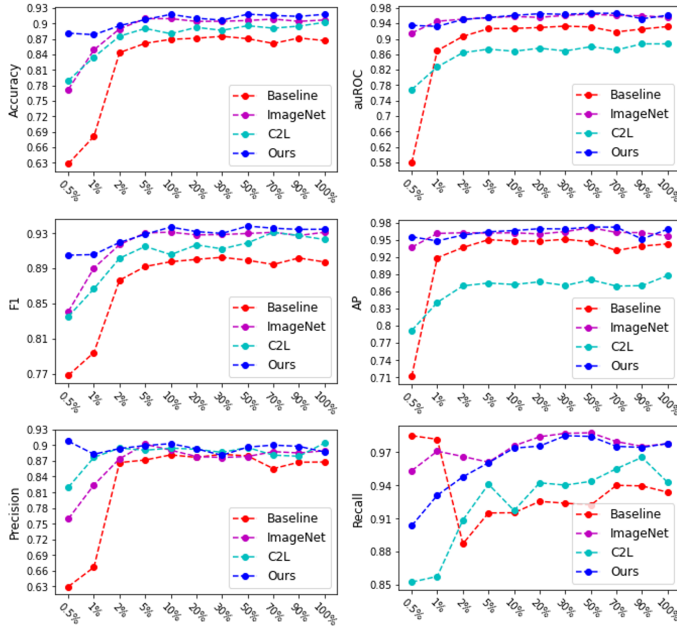 0.93
0.91
0.88
0.86
0.83
0.81
0.78
0.76
0.73
0.71
0.69
0.66
0.63
Accuracy
Baseline
ImageNet
C2L
Ours
0.5% 1% 2% 5% 10% 20% 30% 50% 70% 90% 100%
0.98
0.94
0.9
0.86
0.82
0.78
0.74
0.7
0.66
0.62
0.58
auROC
Baseline
ImageNet
C2L
Ours
0.5% 1% 2% 5% 10% 20% 30% 50% 70% 90% 100%
0.93
0.89
0.85
0.81
0.77
F1
Baseline
ImageNet
C2L
Ours
0.5% 1% 2% 5% 10% 20% 30% 50% 70% 90% 100%
0.98
0.95
0.92
0.89
0.86
0.83
0.8
0.77
0.74
0.71
AP
Baseline
ImageNet
C2L
Ours
0.5% 1% 2% 5% 10% 20% 30% 50% 70% 90% 100%
0.93
0.9
0.87
0.84
0.81
0.78
0.75
0.72
0.69
0.66
0.63
Precision
Baseline
ImageNet
C2L
Ours
0.5% 1% 2% 5% 10% 20% 30% 50% 70% 90% 100%
0.97
0.94
0.91
0.88
0.85
Recall
Baseline
ImageNet
C2L
Ours
0.5% 1% 2% 5% 10% 20% 30% 50% 70% 90% 100%